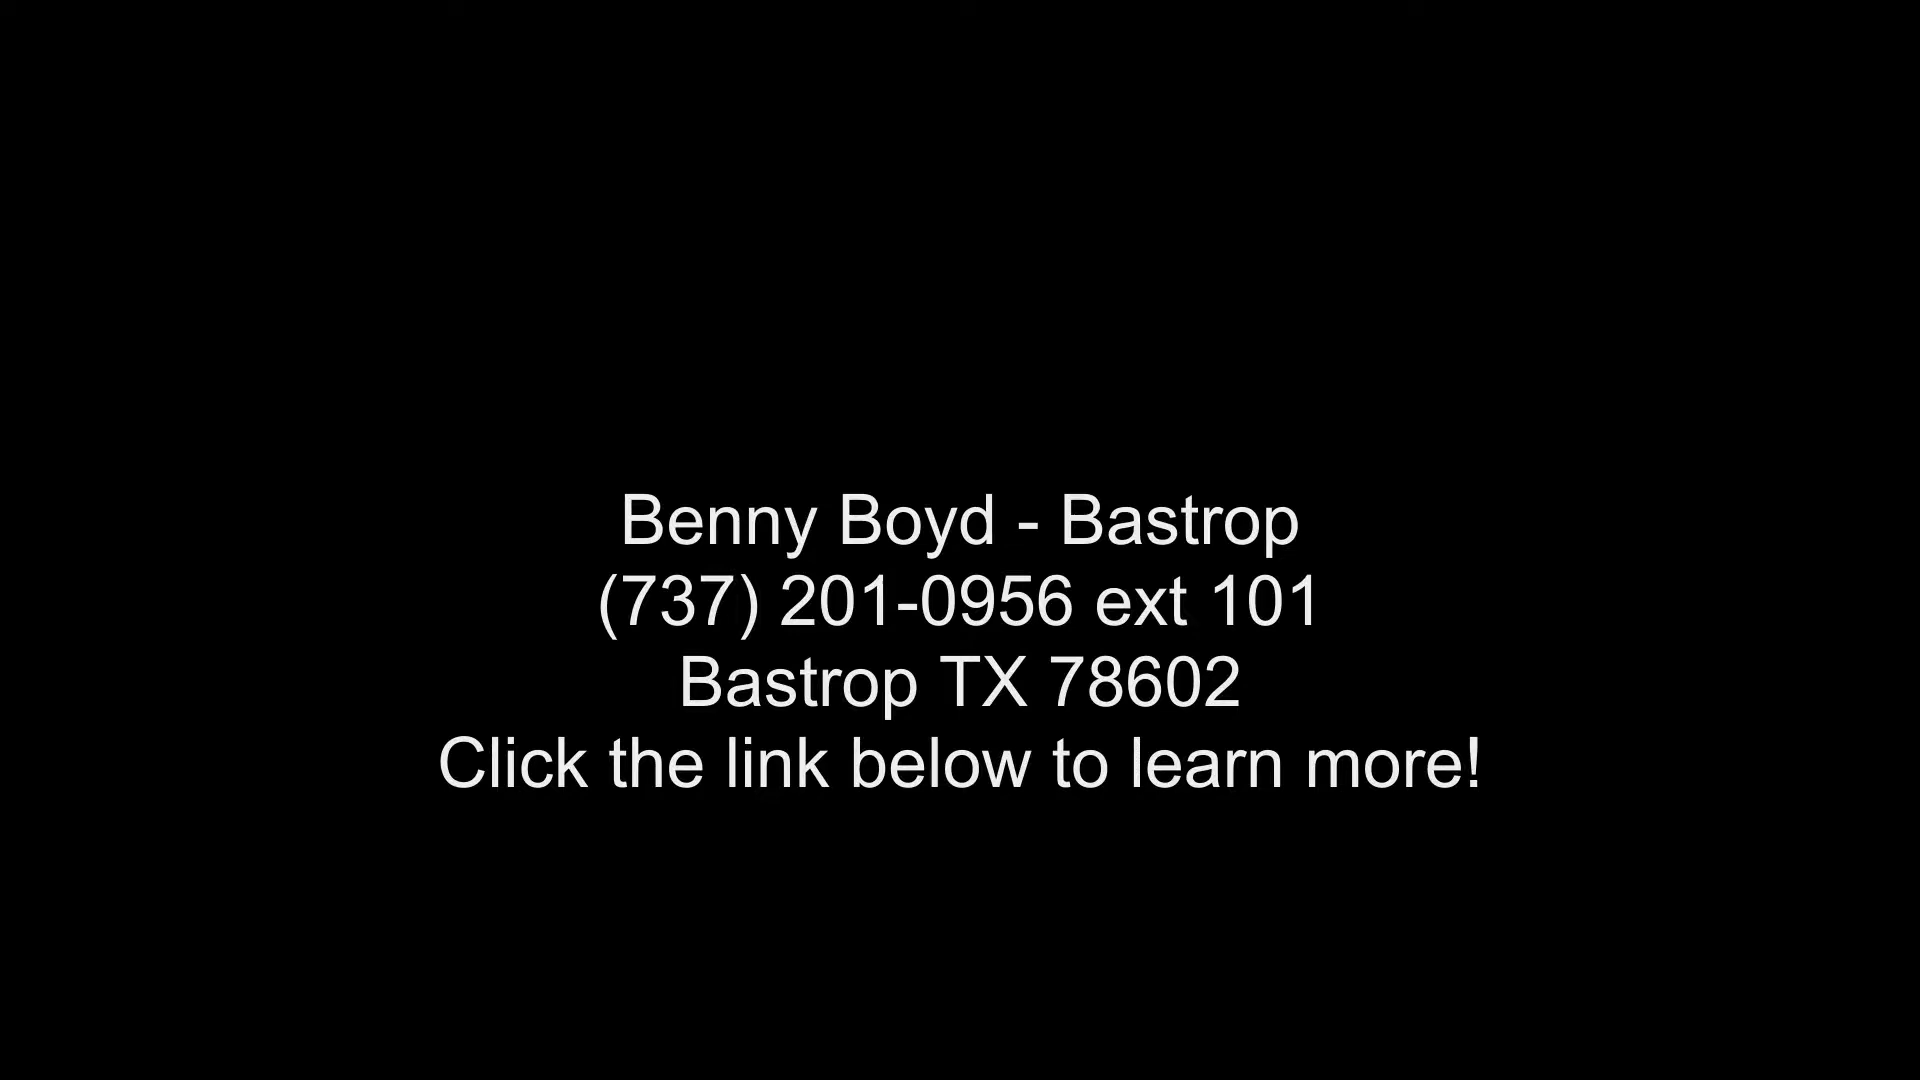 Benny Boyd - Bastrop
(737) 201-0956 ext 101
Bastrop TX 78602
Click the link below to learn more!